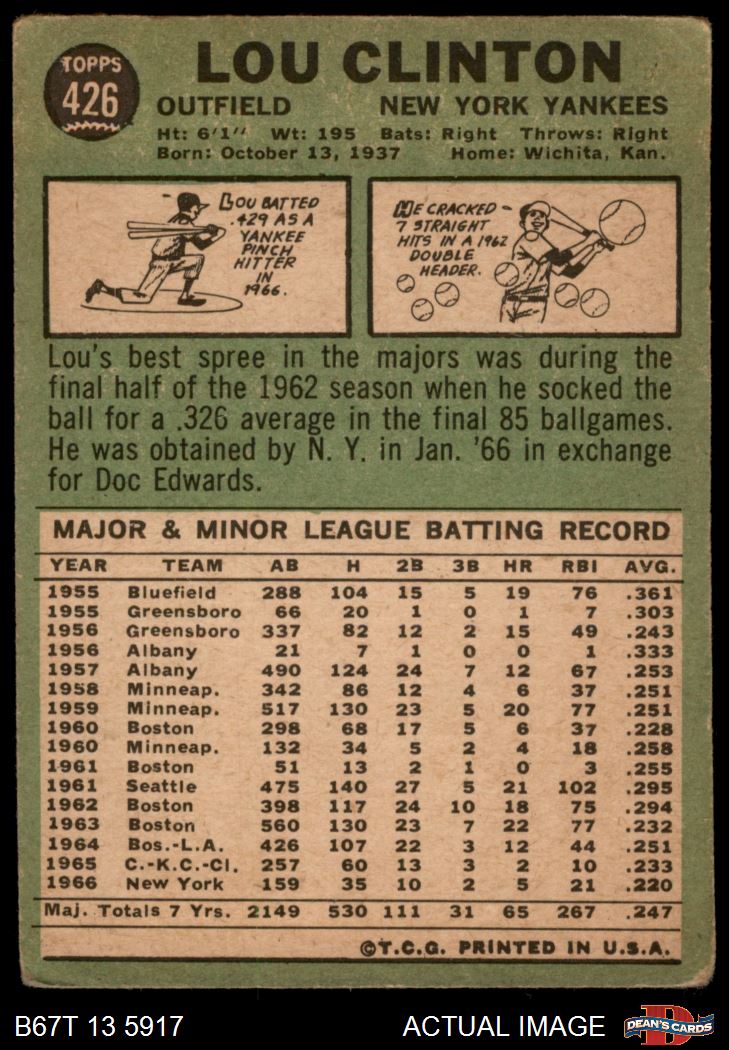 TOPPS
426
LOU CLINTON
OUTFIELD NEW YORK YANKEES
Ht: 6'1" Wt: 195 Bats: Right Throws: Right
Born: October 13, 1937 Home: Wichita, Kan.
LOU BATTED
.429 AS A
YANKEE
PINCH
HITTER
IN
1966.
HE CRACKED
7 STRAIGHT
HITS IN A 1962
DOUBLE
HEADER.
Lou's best spree in the majors was during the
final half of the 1962 season when he socked the
ball for a .326 average in the final 85 ballgames.
He was obtained by N. Y. in Jan. '66 in exchange
for Doc Edwards.
MAJOR & MINOR LEAGUE BATTING RECORD
YEAR TEAM AB H 2B 3B HR RBI AVG.
1955 Bluefield 288 104 15 5 19 76 .361
1955 Greensboro 66 20 1 0 1 7 .303
1956 Greensboro 337 82 12 2 15 49 .243
1956 Albany 21 7 1 0 0 1 .333
1957 Albany 490 124 24 7 12 67 .253
1958 Minneap. 342 86 12 4 6 37 .251
1959 Minneap. 517 130 23 5 20 77 .251
1960 Boston 298 68 17 5 6 37 .228
1960 Minneap. 132 34 5 2 4 18 .258
1961 Boston 51 13 2 1 0 3 .255
1961 Seattle 475 140 27 5 21 102 .295
1962 Boston 398 117 24 10 18 75 .294
1963 Boston 560 130 23 7 22 77 .232
1964 Bos.-L.A. 426 107 22 3 12 44 .251
1965 C.-K.C.-Cl. 257 60 13 3 2 10 .233
1966 New York 159 35 10 2 5 21 .220
Maj. Totals 7 Yrs. 2149 530 111 31 65 267 .247
©T.C.G. PRINTED IN U.S.A.
B67T 13 5917 ACTUAL IMAGE
D
DEAN'S CARDS